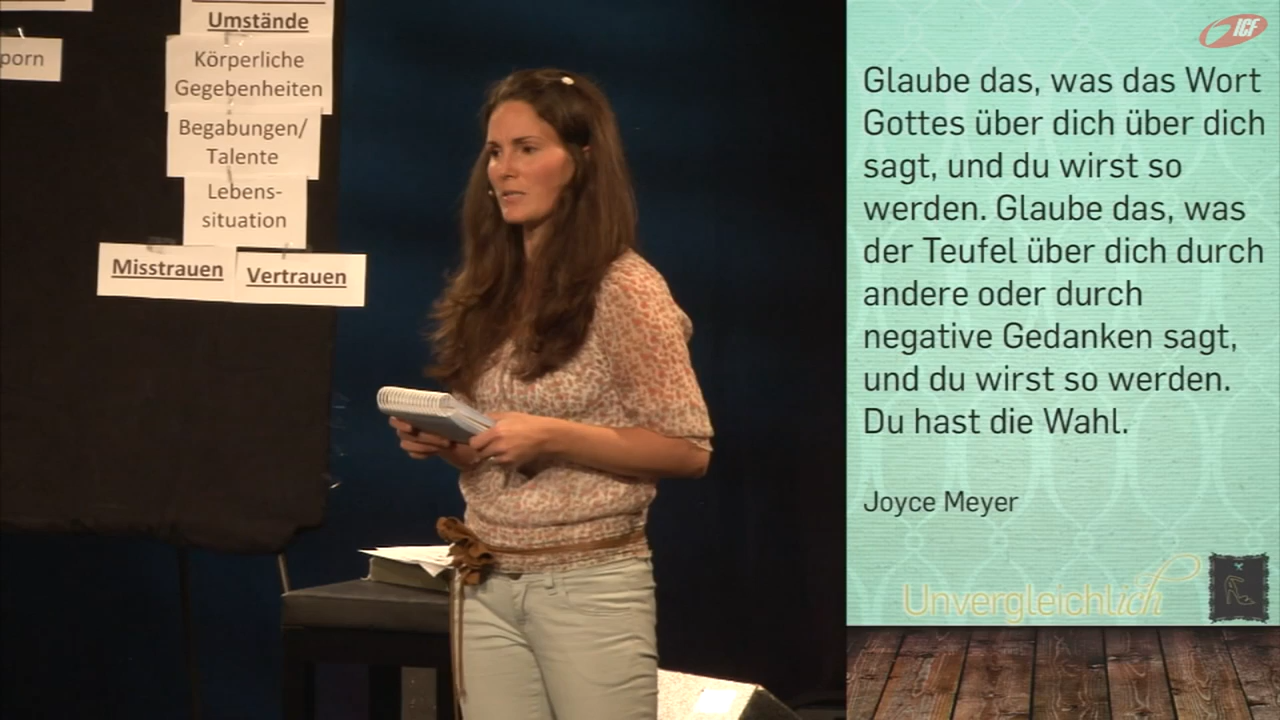 Umstände
porn
Körperliche
Gegebenheiten
Begabungen/
Talente
Lebens-
situation
Misstrauen
Vertrauen
ICF
Glaube das, was das Wort
Gottes über dich über dich
sagt, und du wirst so
werden. Glaube das, was
der Teufel über dich durch
andere oder durch
negative Gedanken sagt,
und du wirst so werden.
Du hast die Wahl.
Joyce Meyer
Unvergleichlich